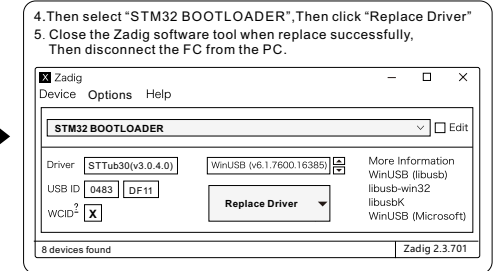 4.Then select “STM32 BOOTLOADER”,Then click “Replace Driver”
5. Close the Zadig software tool when replace successfully,
Then disconnect the FC from the PC.
X Zadig
Device Options Help
STM32 BOOTLOADER
Edit
Driver STTub30(v3.0.4.0) WinUSB (v6.1.7600.16385)
USB ID 0483 DF11
WCID? X
Replace Driver
More Information
WinUSB (libusb)
libusb-win32
libusbK
WinUSB (Microsoft)
8 devices found
Zadig 2.3.701